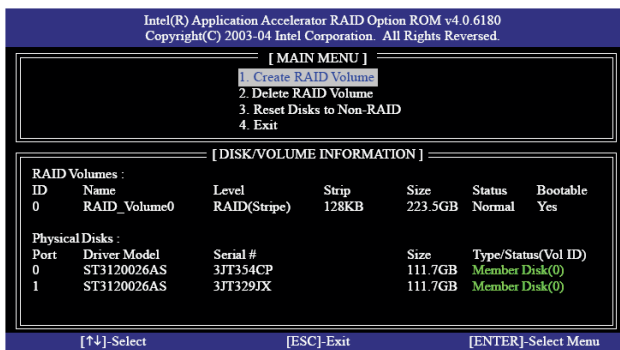 Intel(R) Application Accelerator RAID Option ROM v4.0.6180
Copyright(C) 2003-04 Intel Corporation. All Rights Reversed.
[ MAIN MENU ]
1. Create RAID Volume
2. Delete RAID Volume
3. Reset Disks to Non-RAID
4. Exit
[ DISK/VOLUME INFORMATION ]
RAID Volumes :
ID Name Level Strip Size Status Bootable
0 RAID_Volume0 RAID(Stripe) 128KB 223.5GB Normal Yes
Physical Disks :
Port Driver Model Serial # Size Type/Status(Vol ID)
0 ST3120026AS 3JT354CP 111.7GB Member Disk(0)
1 ST3120026AS 3JT329JX 111.7GB Member Disk(0)
[↑↓]-Select [ESC]-Exit [ENTER]-Select Menu